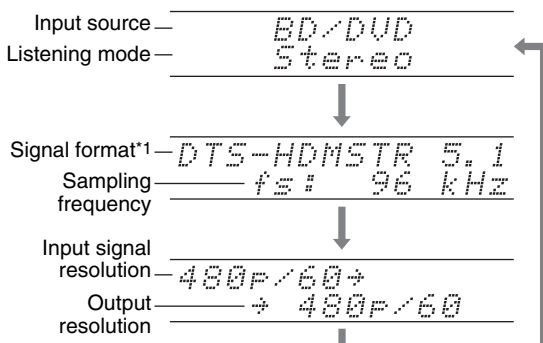 Input source
BD/DVD
Listening mode
Stereo
Signal format*1
DTS-HDMSTR 5.1
Sampling
frequency
fs: 96 kHz
Input signal
resolution
480p/60→
Output
resolution
→ 480p/60